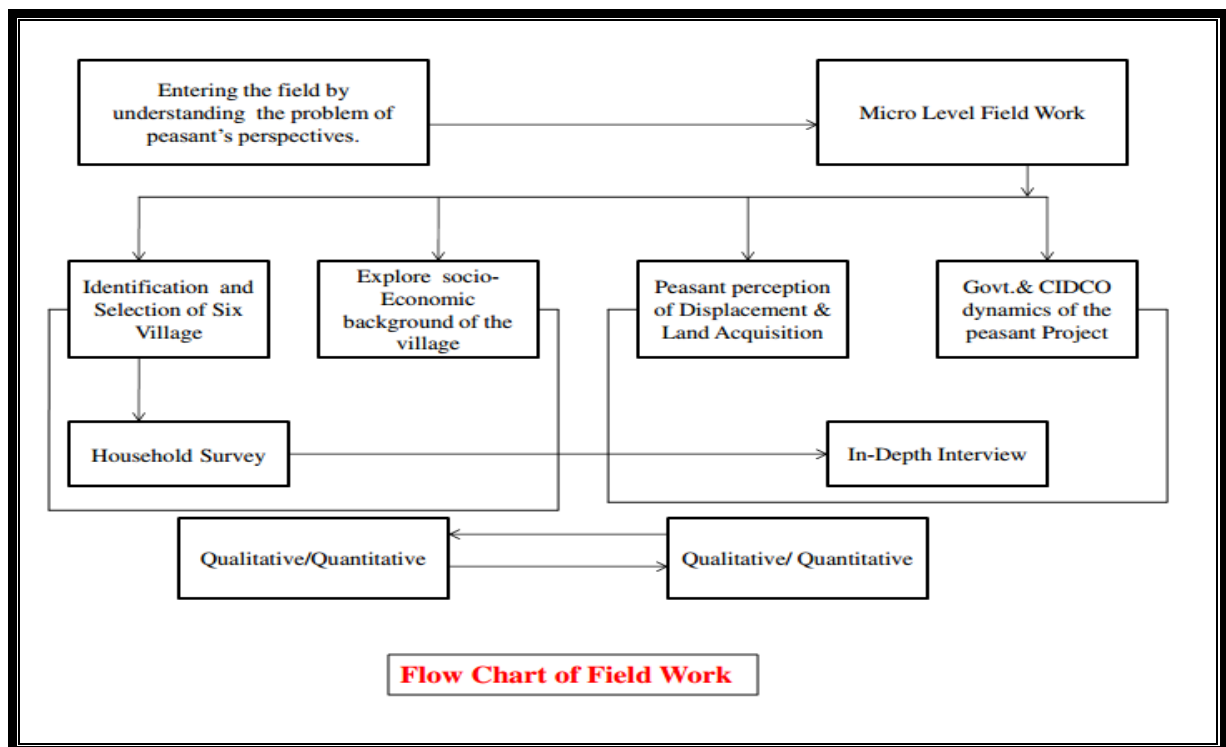 Entering the field by
understanding the problem of
peasant's perspectives.
Micro Level Field Work
Identification and
Selection of Six
Village
Explore socio-
Economic
background of the
village
Peasant perception
of Displacement &
Land Acquisition
Govt.& CIDCO
dynamics of the
peasant Project
Household Survey
In-Depth Interview
Qualitative/Quantitative
Qualitative/ Quantitative
Flow Chart of Field Work